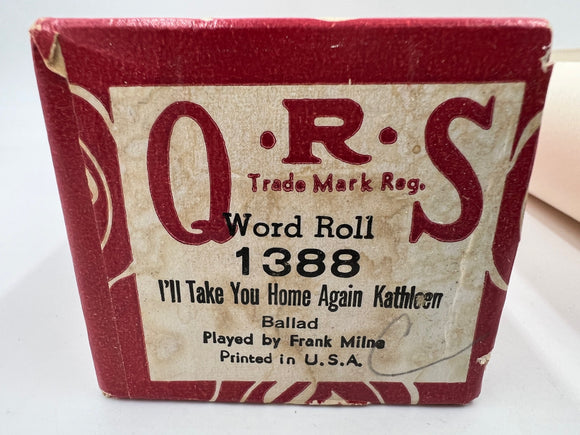 Q·R·S
Trade Mark Reg.
Word Roll
1388
I'll Take You Home Again Kathleen
Ballad
Played by Frank Milne
Printed in U.S.A.
C